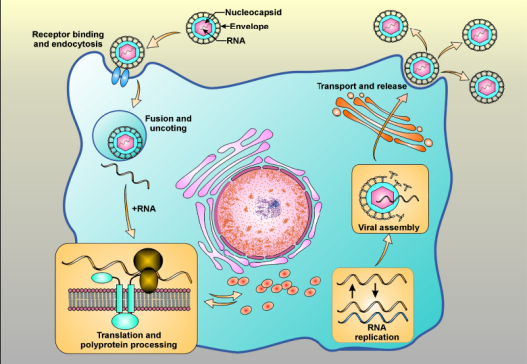 Nucleocapsid
Envelope
RNA
Receptor binding
and endocytosis
Transport and release
Fusion and
uncoting
+RNA
Viral assembly
Translation and
polyprotein processing
RNA
replication